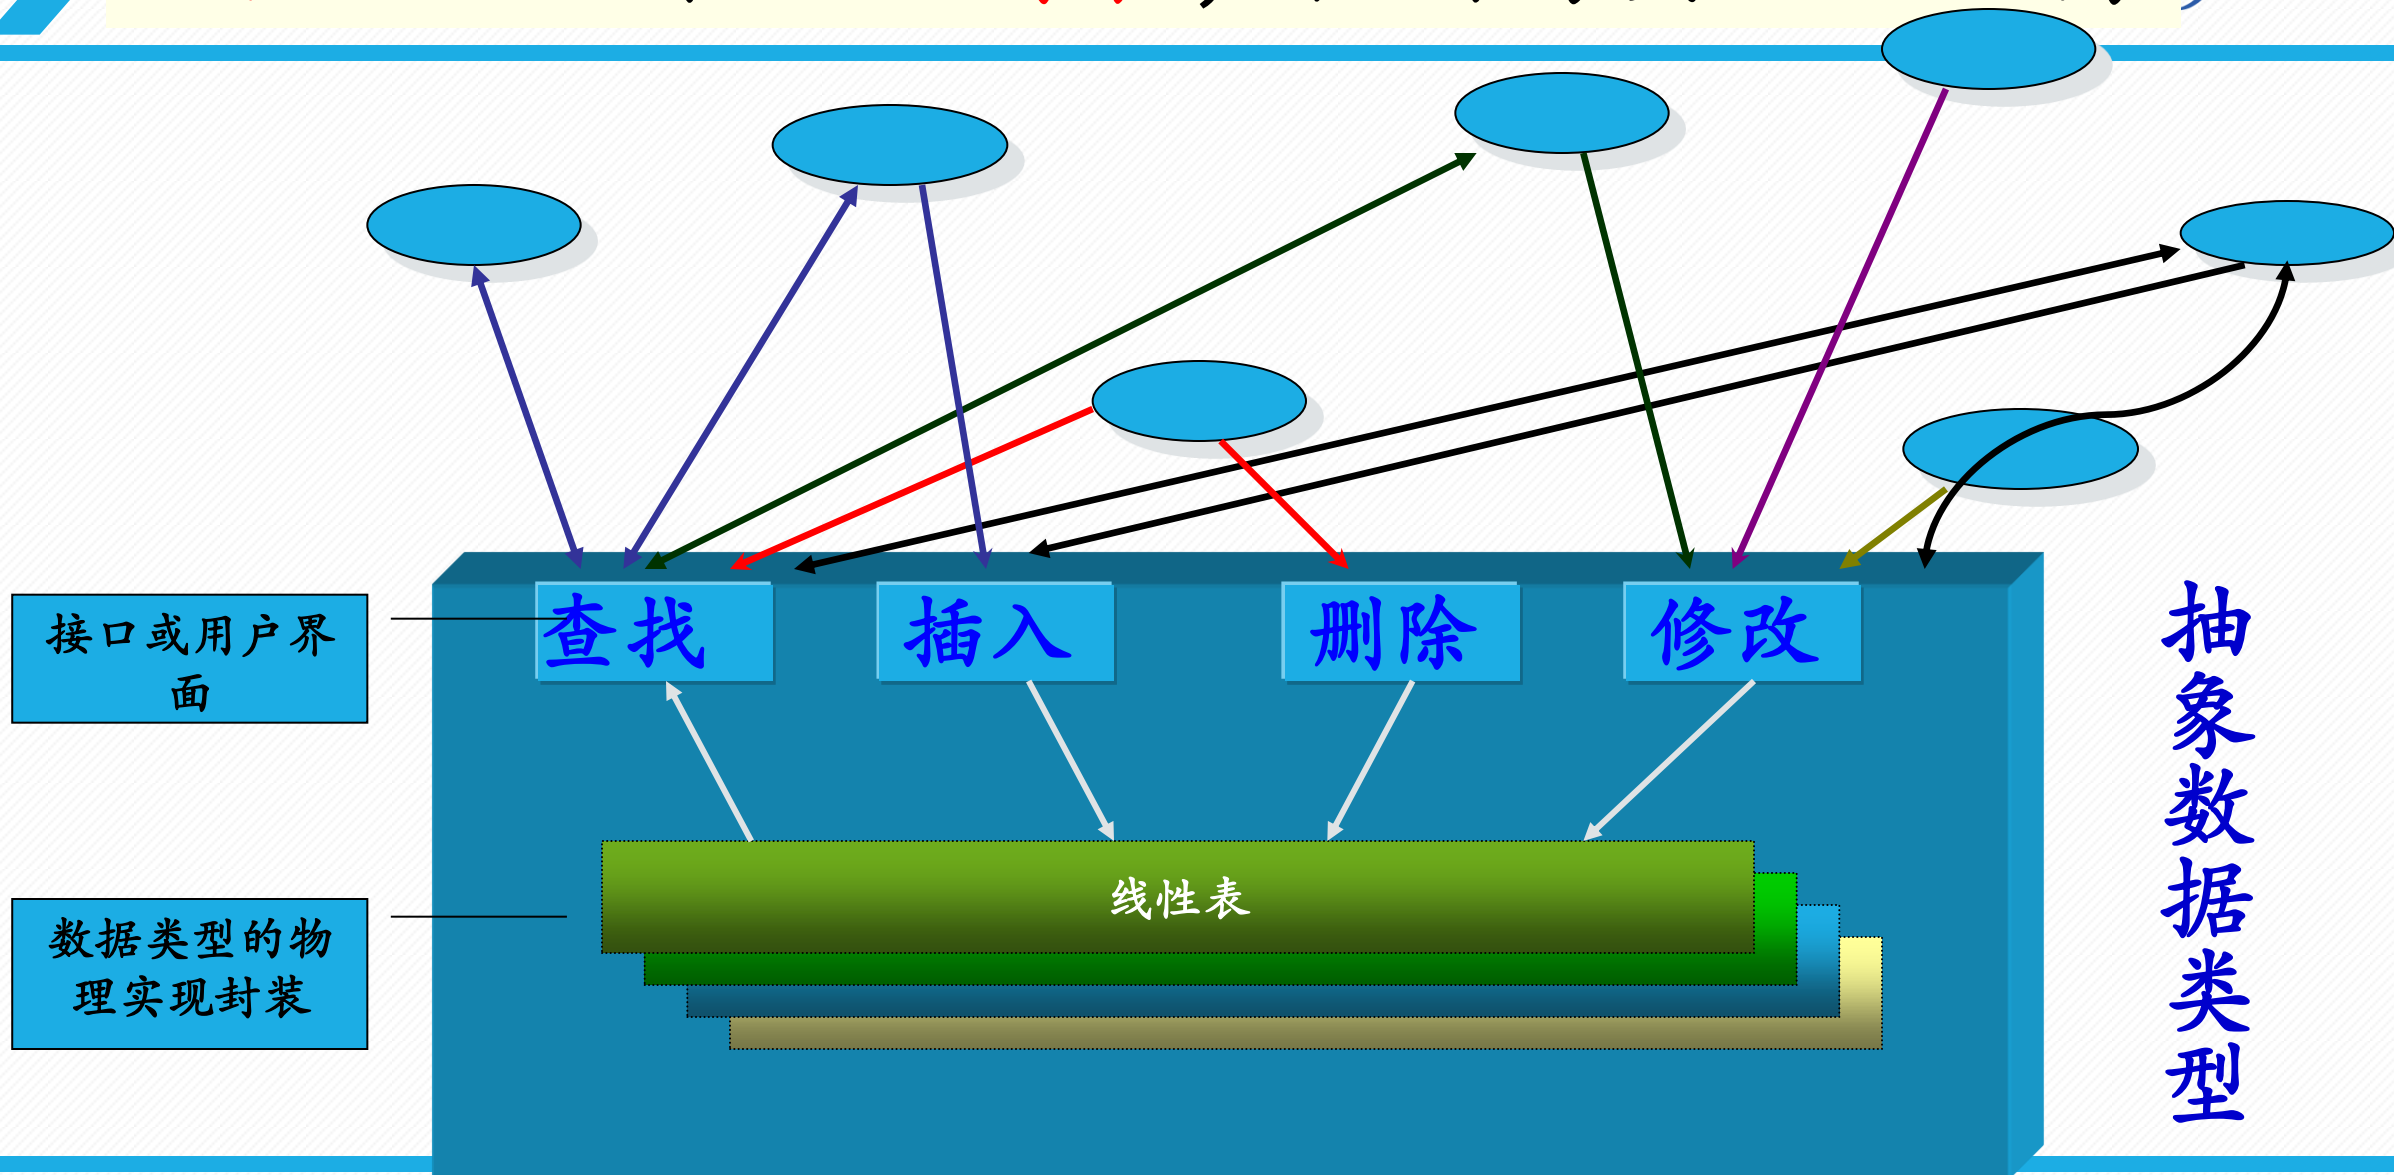 查找
插入
删除
修改
接口或用户界
面
线性表
数据类型的物
理实现封装
抽象数据类型